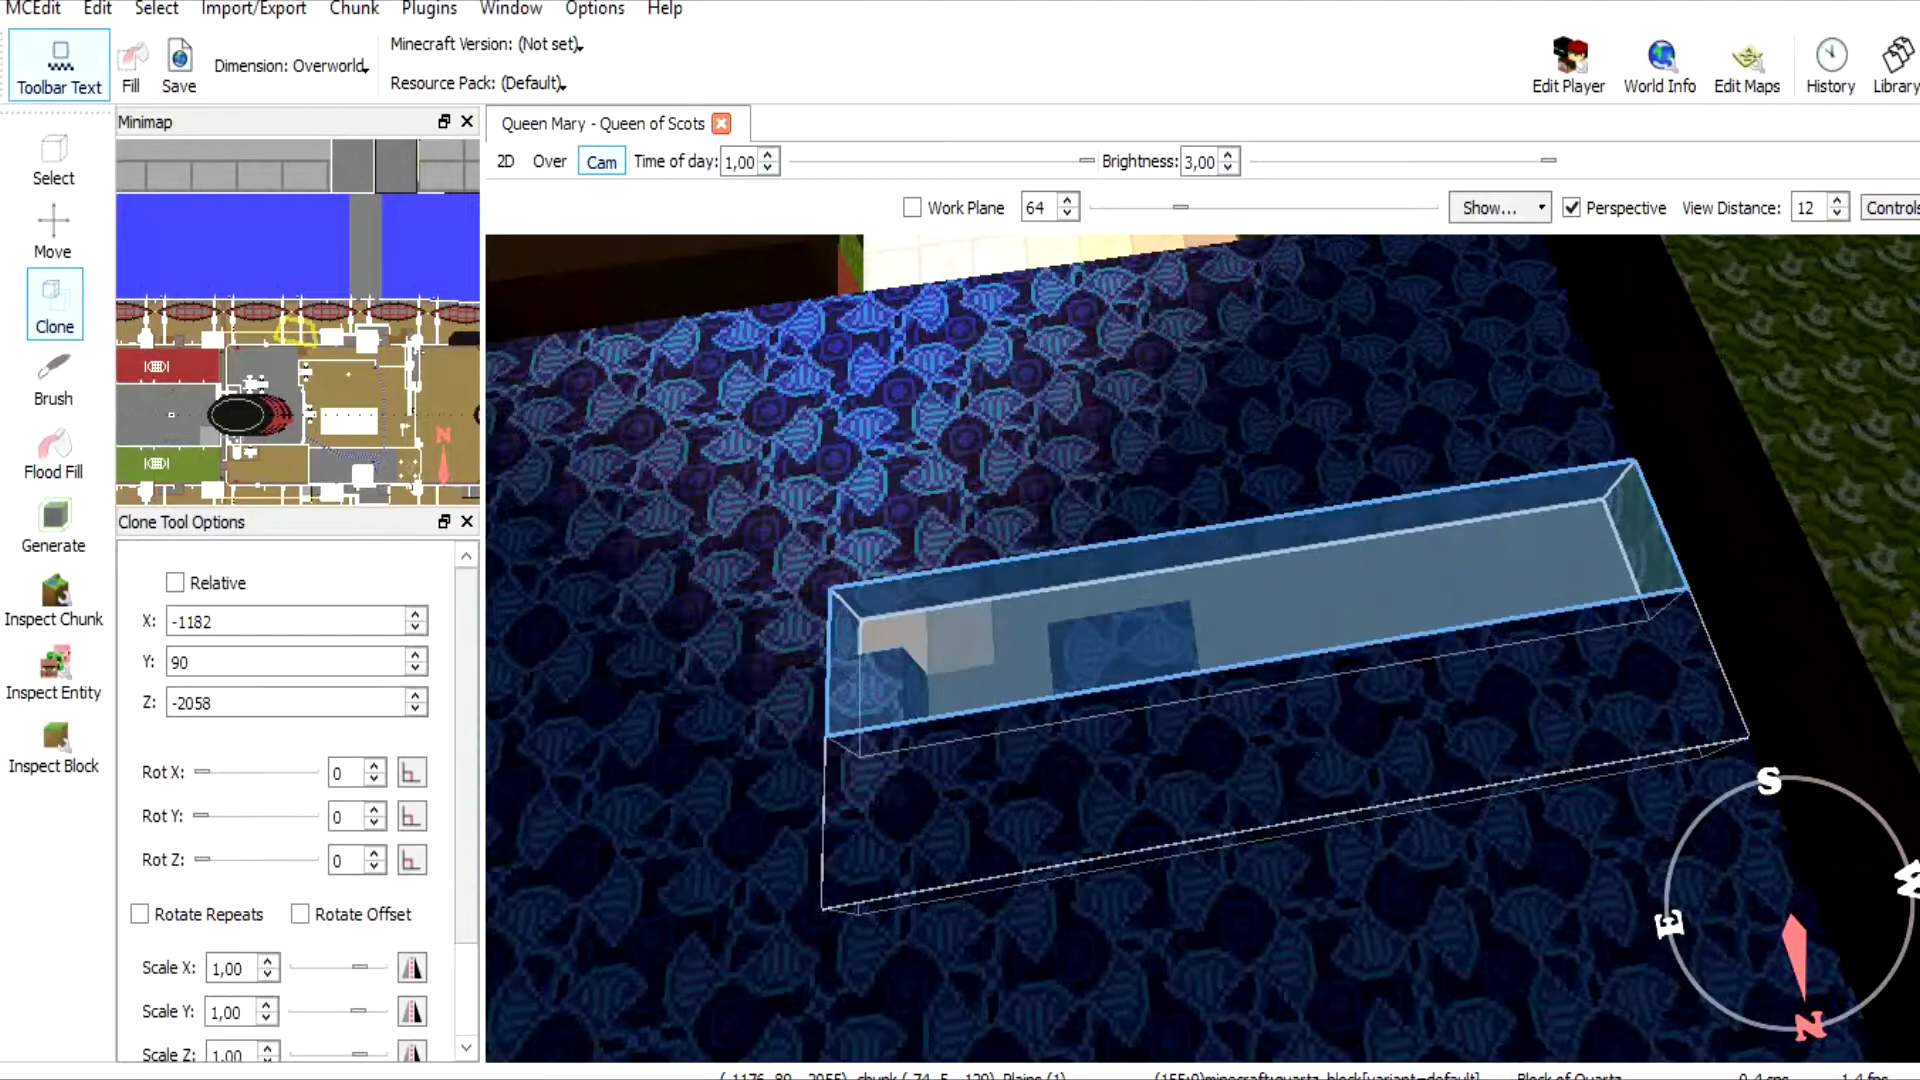 MCEdit Edit Select Import/Export Chunk Plugins Window Options Help
Toolbar Text
Fill
Save
Dimension: Overworld
Minecraft Version: (Not set)
Resource Pack: (Default)
Edit Player
World Info
Edit Maps
History
Library
Select
Move
Clone
Brush
Flood Fill
Generate
Inspect Chunk
Inspect Entity
Inspect Block
Minimap
N
Clone Tool Options
Relative
X: -1182
Y: 90
Z: -2058
Rot X: 0
Rot Y: 0
Rot Z: 0
Rotate Repeats Rotate Offset
Scale X: 1,00
Scale Y: 1,00
Scale Z: 1,00
Queen Mary - Queen of Scots
2D Over Cam Time of day: 1,00 Brightness: 3,00
Work Plane 64 Show... Perspective View Distance: 12 Controls
S
W
E
N